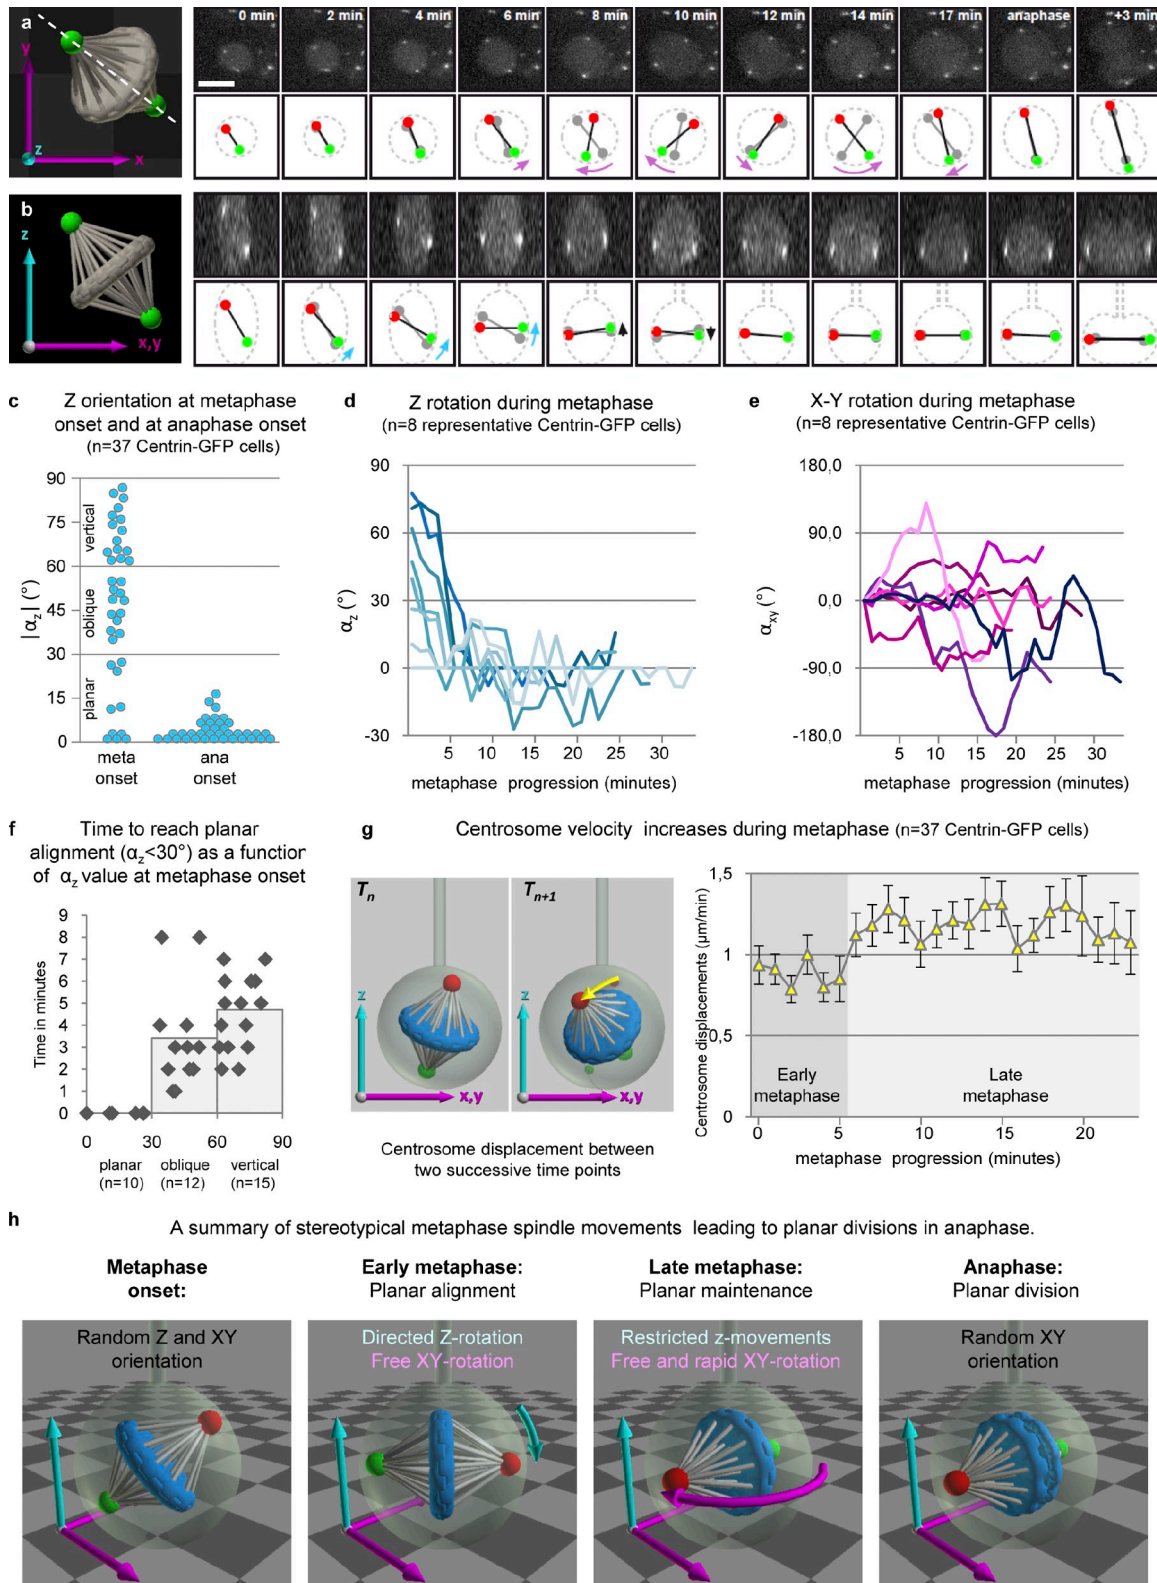 a
y
z
x
0 min
2 min
4 min
6 min
8 min
10 min
12 min
14 min
17 min
anaphase
+3 min
b
z
x,y
c
Z orientation at metaphase
onset and at anaphase onset
(n=37 Centrin-GFP cells)
|αz| (°)
90
75
60
45
30
15
0
vertical
oblique
planar
meta
onset
ana
onset
d
Z rotation during metaphase
(n=8 representative Centrin-GFP cells)
αz (°)
90
60
30
0
-30
5
10
15
20
25
30
metaphase progression (minutes)
e
X-Y rotation during metaphase
(n=8 representative Centrin-GFP cells)
αxy (°)
180,0
90,0
0,0
-90,0
-180,0
5
10
15
20
25
30
metaphase progression (minutes)
f
Time to reach planar
alignment (αz<30°) as a function
of αz value at metaphase onset
Time in minutes
9
8
7
6
5
4
3
2
1
0
0
30
60
90
planar
(n=10)
oblique
(n=12)
vertical
(n=15)
g
Centrosome velocity increases during metaphase (n=37 Centrin-GFP cells)
Tn
z
x,y
Tn+1
z
x,y
Centrosome displacement between
two successive time points
Centrosome displacements (µm/min)
1,5
1
0,5
0
Early
metaphase
Late
metaphase
0
5
10
15
20
metaphase progression (minutes)
h
A summary of stereotypical metaphase spindle movements leading to planar divisions in anaphase.
Metaphase
onset:
Random Z and XY
orientation
Early metaphase:
Planar alignment
Directed Z-rotation
Free XY-rotation
Late metaphase:
Planar maintenance
Restricted z-movements
Free and rapid XY-rotation
Anaphase:
Planar division
Random XY
orientation